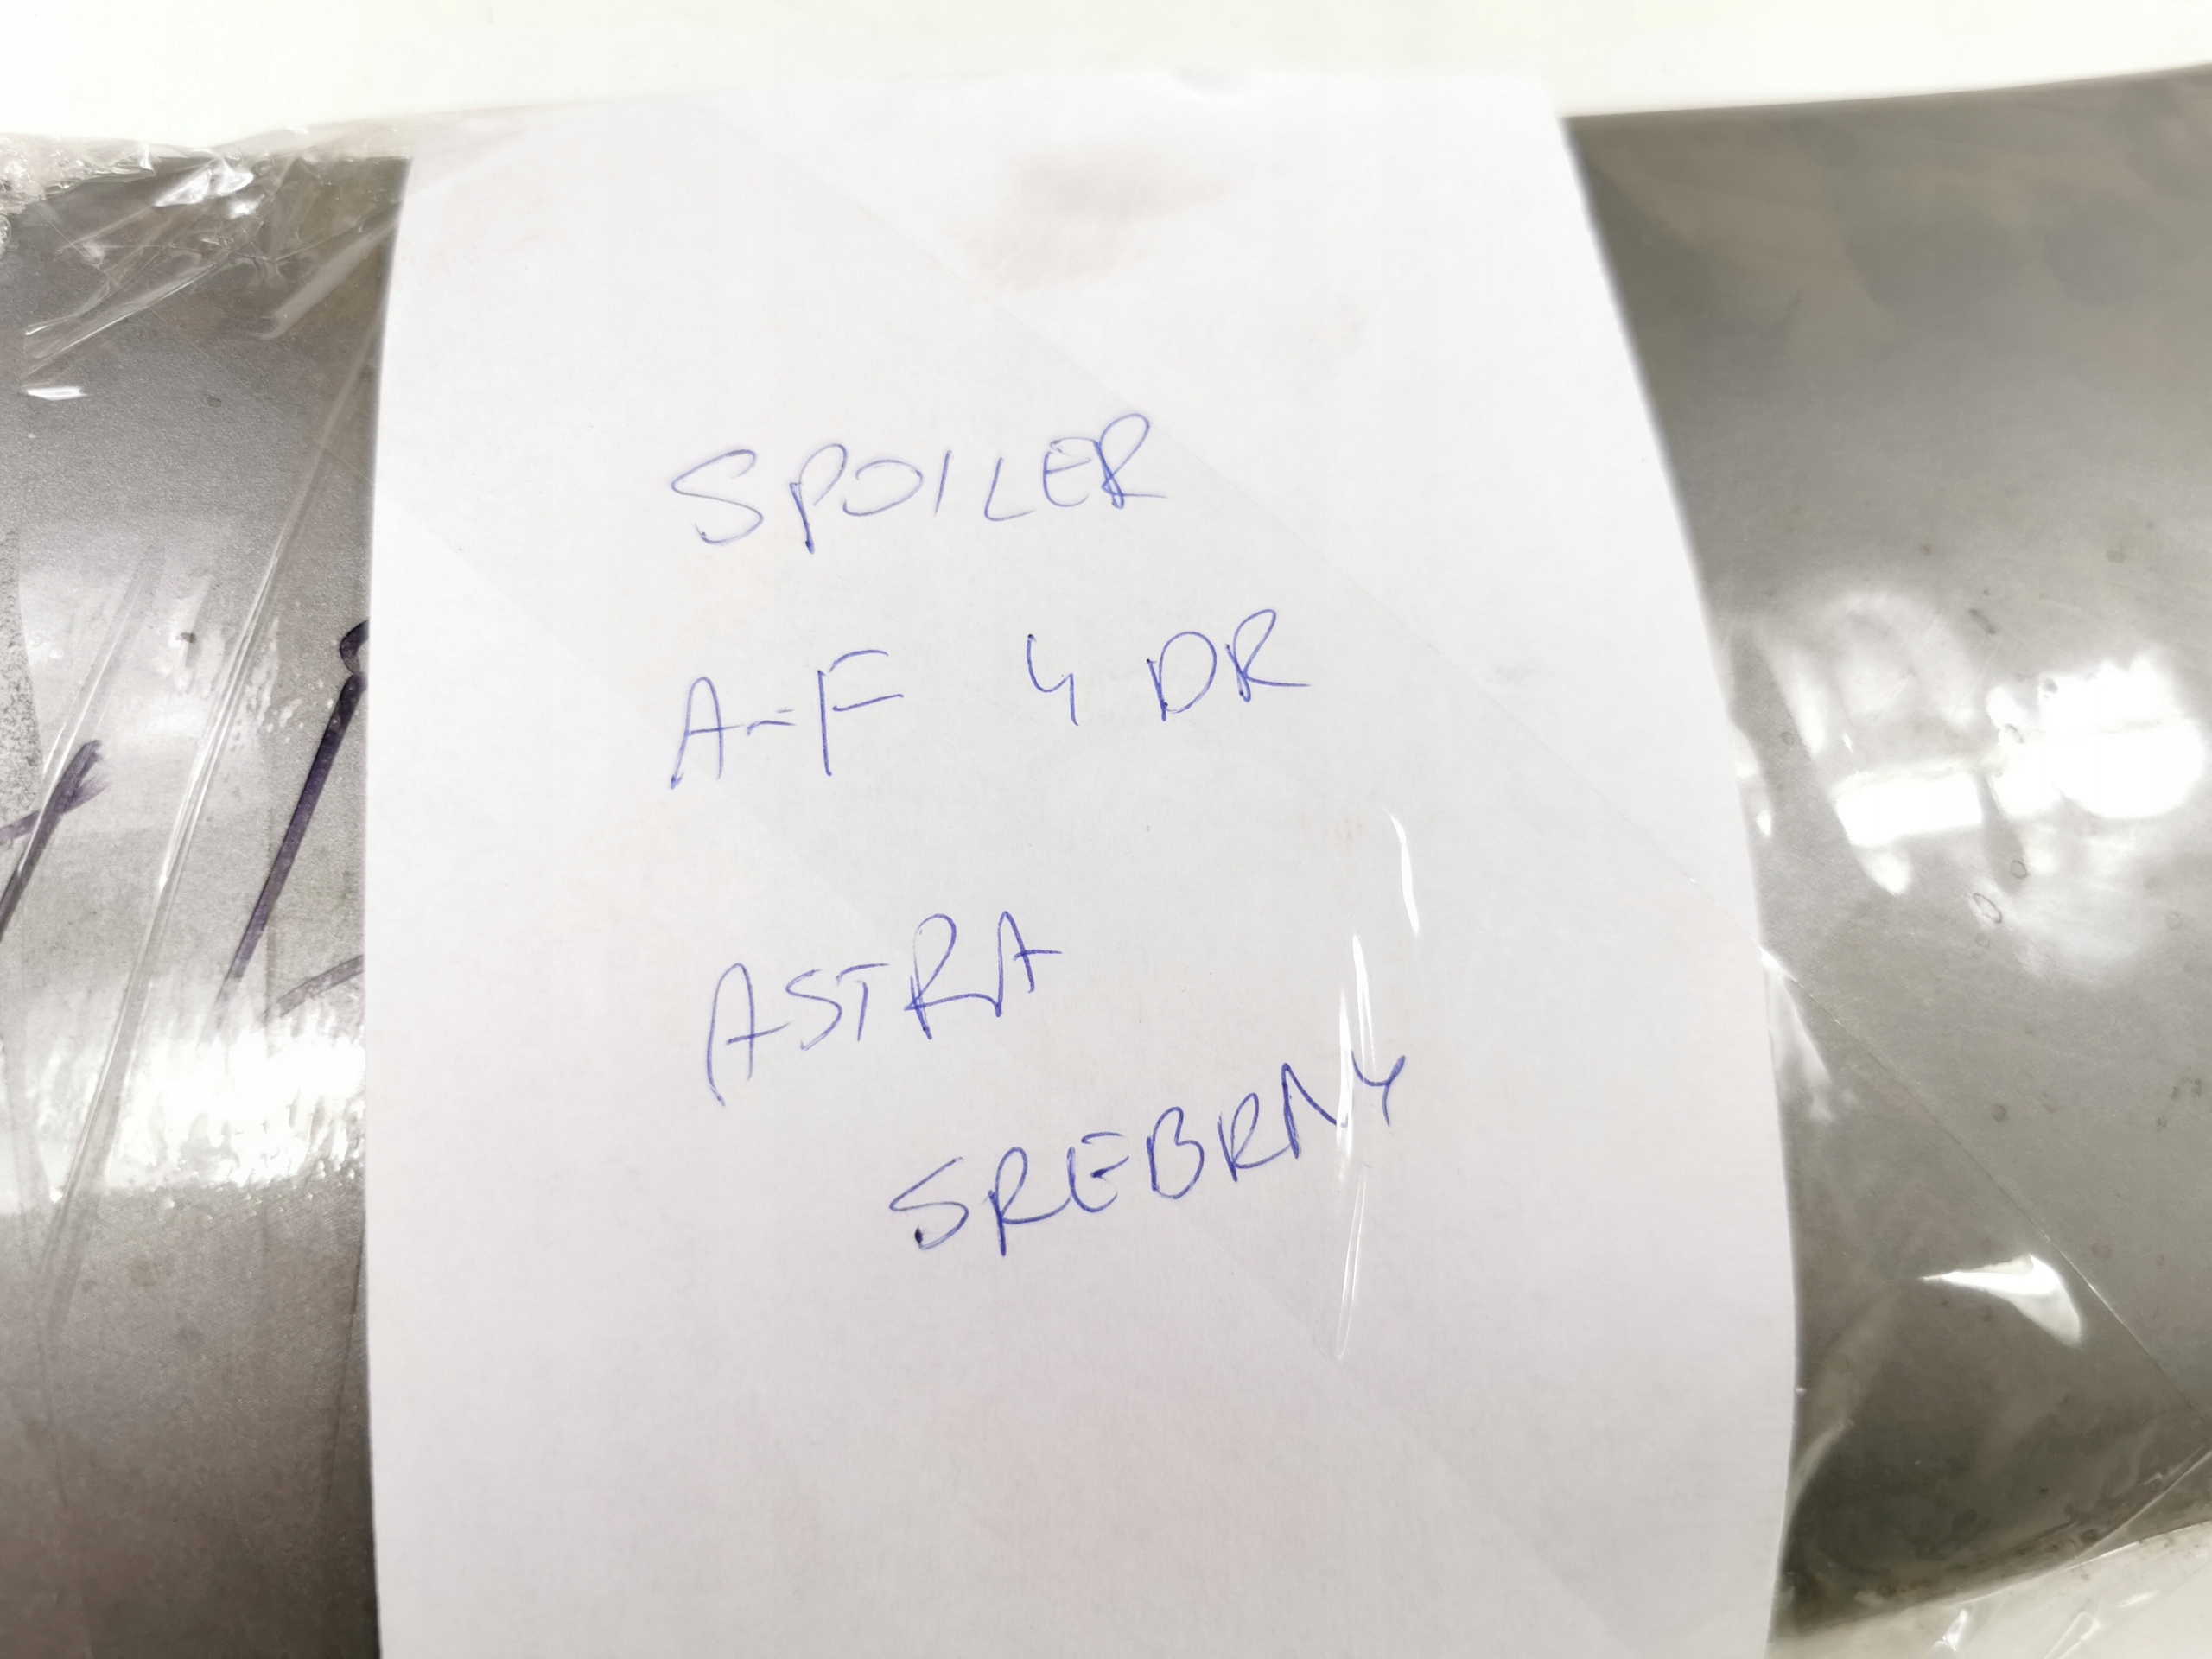 SPOILER
A-F 4 DR
ASTRA
SREBRNY